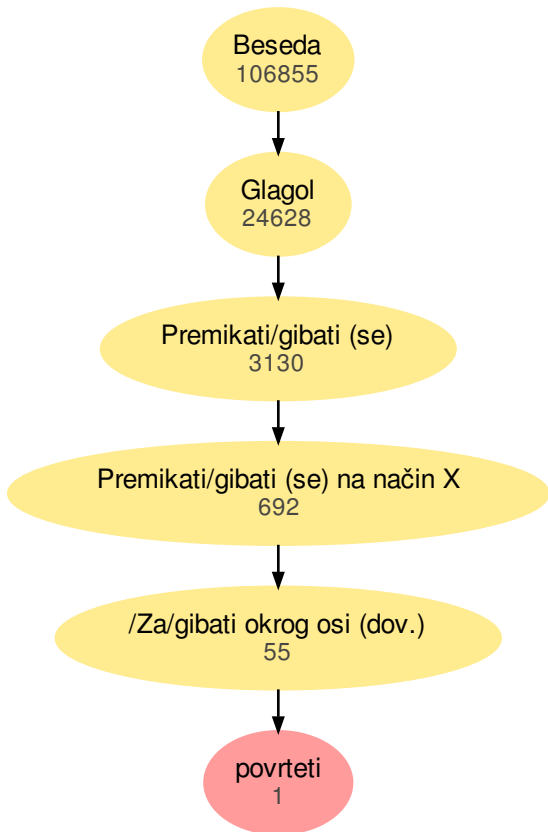 Beseda
106855
Glagol
24628
Premikati/gibati (se)
3130
Premikati/gibati (se) na način X
692
/Za/gibati okrog osi (dov.)
55
povrteti
1